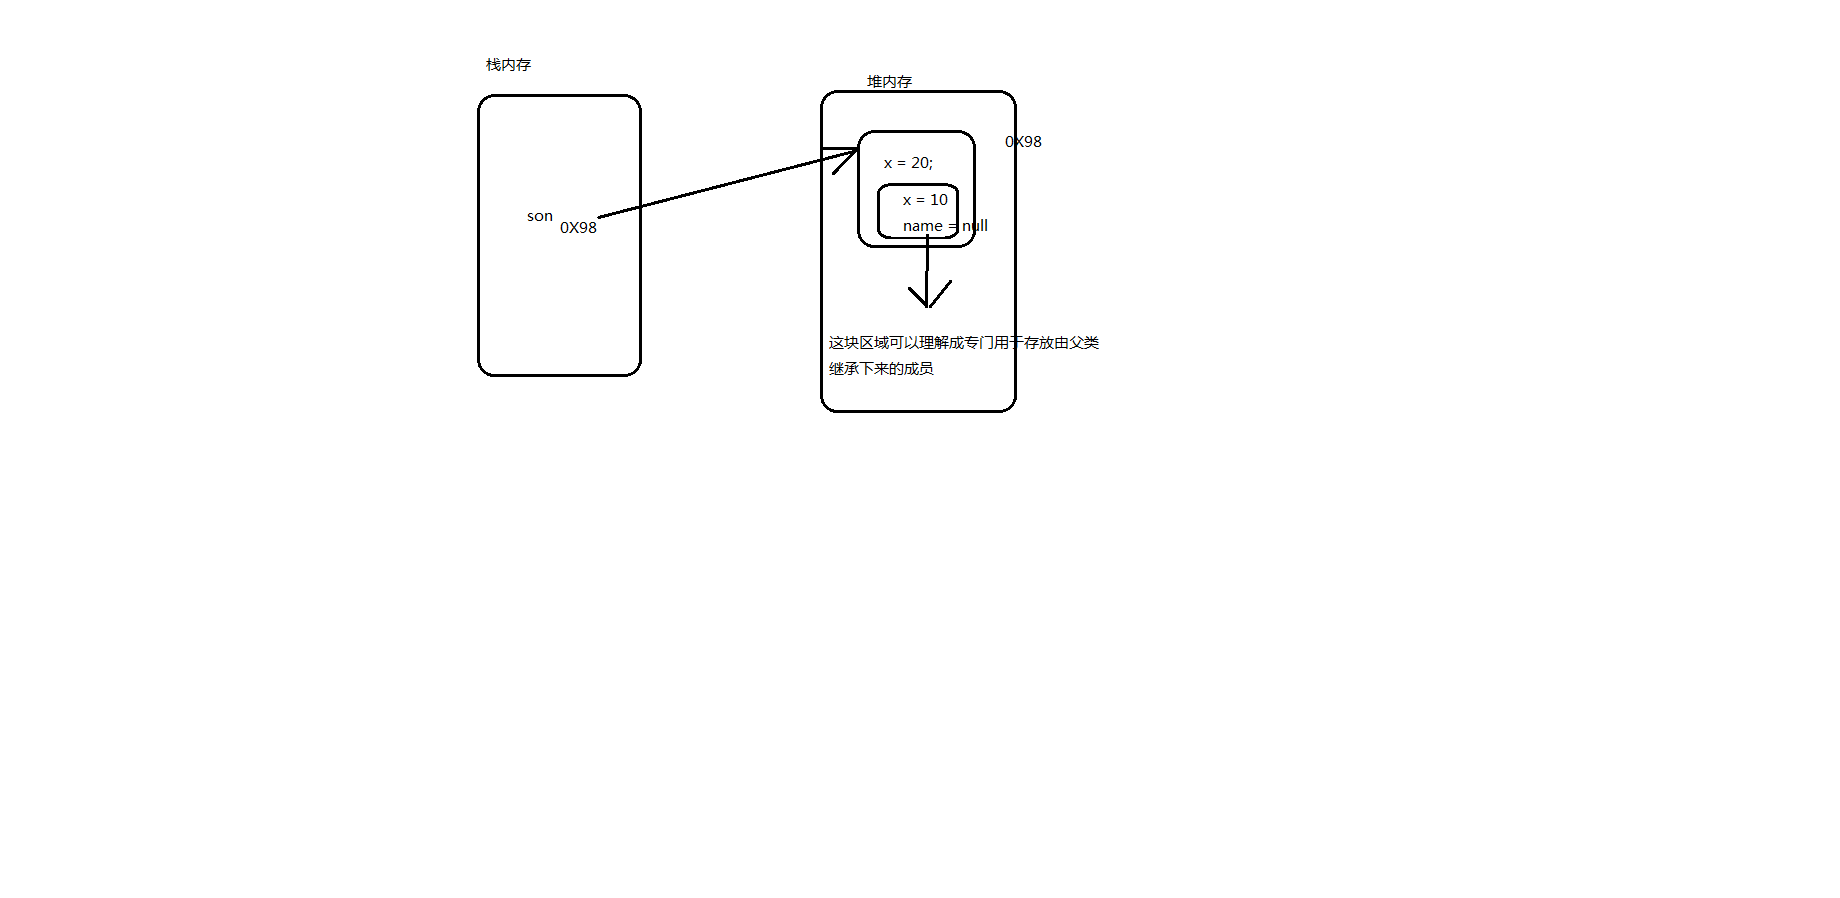 栈内存
堆内存
0X98
x = 20;
x = 10
name = null
son
0X98
这块区域可以理解成专门用于存放由父类
继承下来的成员